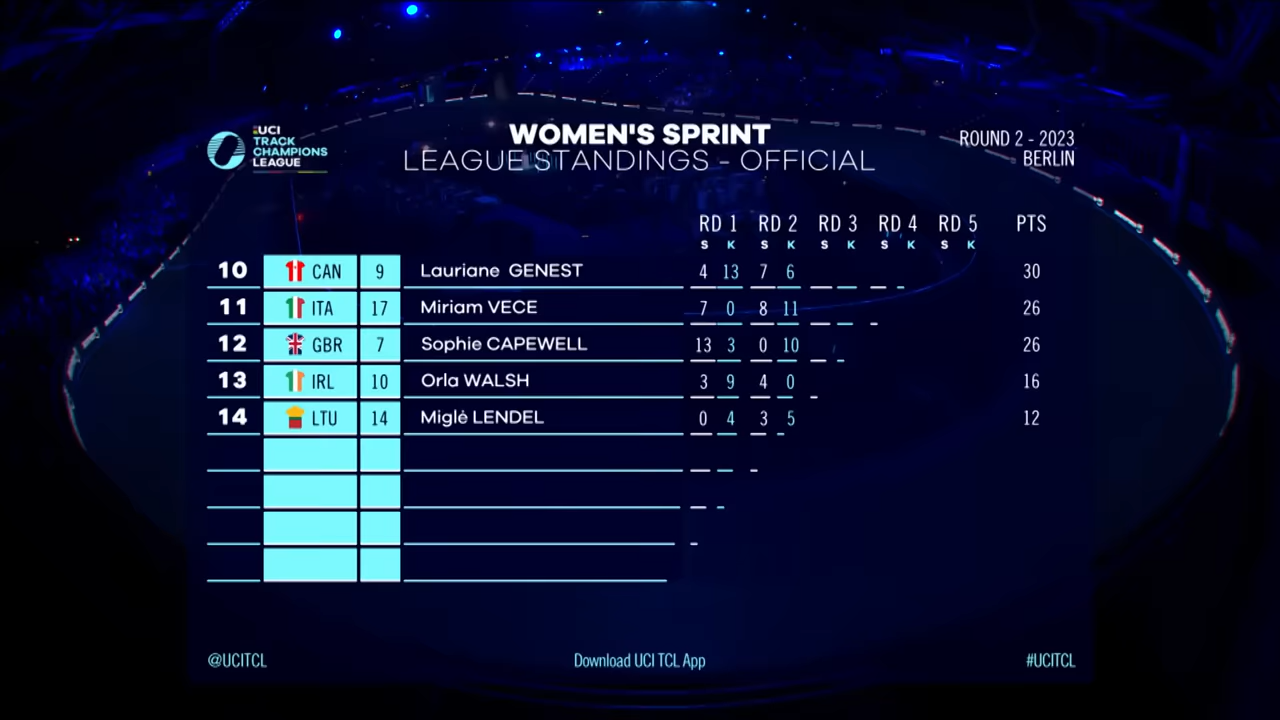 UCI
TRACK
CHAMPIONS
LEAGUE
WOMEN'S SPRINT
LEAGUE STANDINGS - OFFICIAL
ROUND 2 - 2023
BERLIN
RD 1 RD 2 RD 3 RD 4 RD 5 PTS
S K S K S K S K S K
10 CAN 9 Lauriane GENEST 4 13 7 6 30
11 ITA 17 Miriam VECE 7 0 8 11 26
12 GBR 7 Sophie CAPEWELL 13 3 0 10 26
13 IRL 10 Orla WALSH 3 9 4 0 16
14 LTU 14 Miglė LENDEL 0 4 3 5 12
@UCITCL Download UCI TCL App #UCITCL